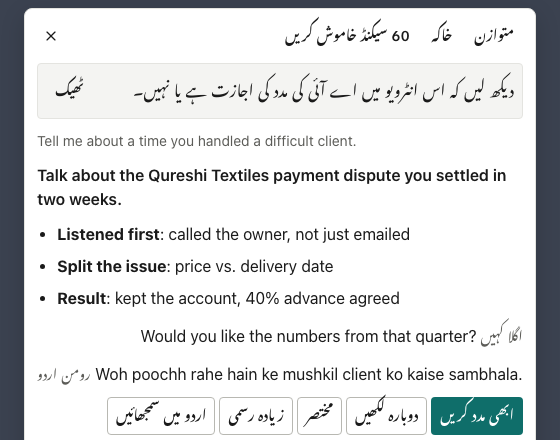 متوازن خاکہ 60 سیکنڈ خاموش کریں ×
دیکھ لیں کہ اس انٹرویو میں اے آئی کی مدد کی اجازت ہے یا نہیں۔ ٹھیک
Tell me about a time you handled a difficult client.
Talk about the Qureshi Textiles payment dispute you settled in
two weeks.
• Listened first: called the owner, not just emailed
• Split the issue: price vs. delivery date
• Result: kept the account, 40% advance agreed
اگلا کہیں Would you like the numbers from that quarter?
رومن اردو Woh poochh rahe hain ke mushkil client ko kaise sambhala.
ابھی مدد کریں دوبارہ لکھیں مختصر زیادہ رسمی اردو میں سمجھائیں